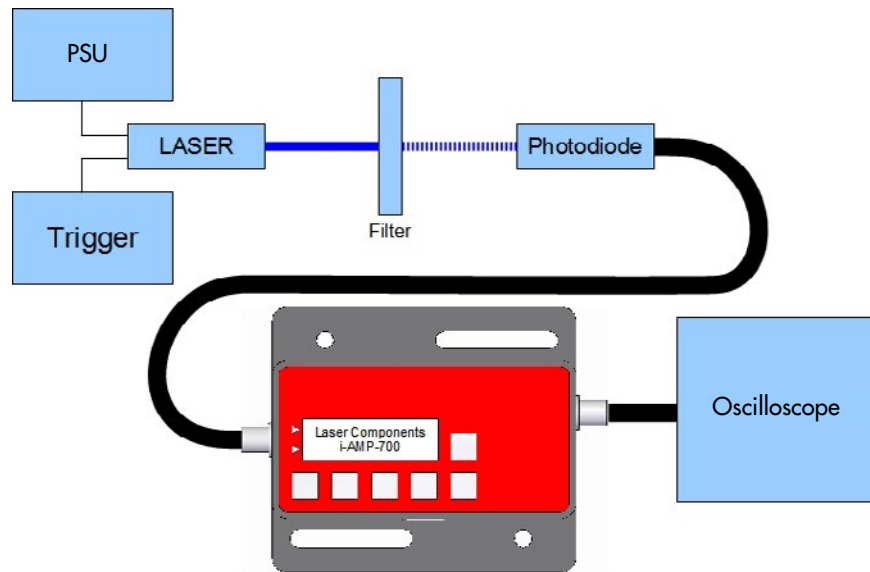 PSU
LASER
Photodiode
Trigger
Filter
Laser Components
i-AMP-700
Oscilloscope